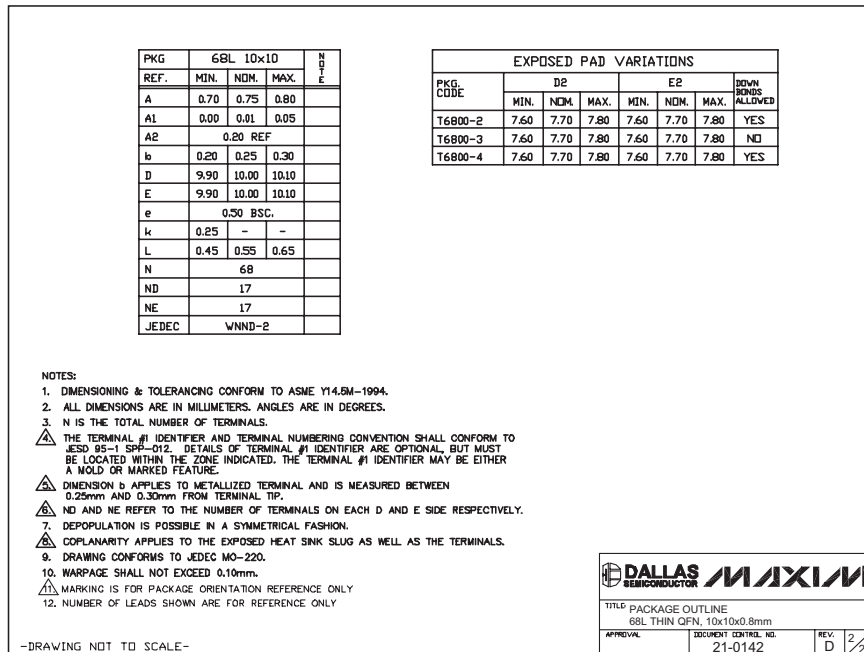 PKG 68L 10x10 NOTE
REF. MIN. NOM. MAX.
A 0.70 0.75 0.80
A1 0.00 0.01 0.05
A2 0.20 REF
b 0.20 0.25 0.30
D 9.90 10.00 10.10
E 9.90 10.00 10.10
e 0.50 BSC.
k 0.25 - -
L 0.45 0.55 0.65
N 68
ND 17
NE 17
JEDEC WNND-2
EXPOSED PAD VARIATIONS
PKG. CODE D2 E2 DOWN BONDS ALLOWED
MIN. NOM. MAX. MIN. NOM. MAX.
T6800-2 7.60 7.70 7.80 7.60 7.70 7.80 YES
T6800-3 7.60 7.70 7.80 7.60 7.70 7.80 NO
T6800-4 7.60 7.70 7.80 7.60 7.70 7.80 YES
NOTES:
1. DIMENSIONING & TOLERANCING CONFORM TO ASME Y14.5M-1994.
2. ALL DIMENSIONS ARE IN MILLIMETERS. ANGLES ARE IN DEGREES.
3. N IS THE TOTAL NUMBER OF TERMINALS.
4. THE TERMINAL #1 IDENTIFIER AND TERMINAL NUMBERING CONVENTION SHALL CONFORM TO
JESD 95-1 SPP-012. DETAILS OF TERMINAL #1 IDENTIFIER ARE OPTIONAL, BUT MUST
BE LOCATED WITHIN THE ZONE INDICATED. THE TERMINAL #1 IDENTIFIER MAY BE EITHER
A MOLD OR MARKED FEATURE.
5. DIMENSION b APPLIES TO METALLIZED TERMINAL AND IS MEASURED BETWEEN
0.25mm AND 0.30mm FROM TERMINAL TIP.
6. ND AND NE REFER TO THE NUMBER OF TERMINALS ON EACH D AND E SIDE RESPECTIVELY.
7. DEPOPULATION IS POSSIBLE IN A SYMMETRICAL FASHION.
8. COPLANARITY APPLIES TO THE EXPOSED HEAT SINK SLUG AS WELL AS THE TERMINALS.
9. DRAWING CONFORMS TO JEDEC MO-220.
10. WARPAGE SHALL NOT EXCEED 0.10mm.
11. MARKING IS FOR PACKAGE ORIENTATION REFERENCE ONLY
12. NUMBER OF LEADS SHOWN ARE FOR REFERENCE ONLY
-DRAWING NOT TO SCALE-
DALLAS SEMICONDUCTOR MAXIM
TITLE: PACKAGE OUTLINE
68L THIN QFN, 10x10x0.8mm
APPROVAL DOCUMENT CONTROL NO. REV.
21-0142 D 2/